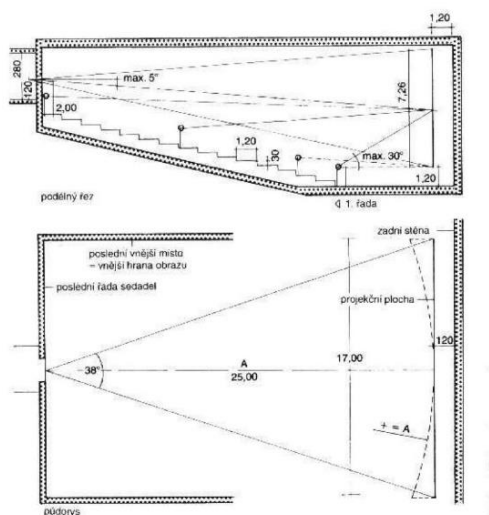 1,20
280
120
max. 5°
2,00
7,26
1,20
30
max. 30°
1,20
podélný řez
₵ 1. řada
zadní stěna
poslední vnější místo
– vnější hrana obrazu
poslední řada sedadel
projekční plocha
120
38°
A
25,00
17,00
+ = A
půdorys